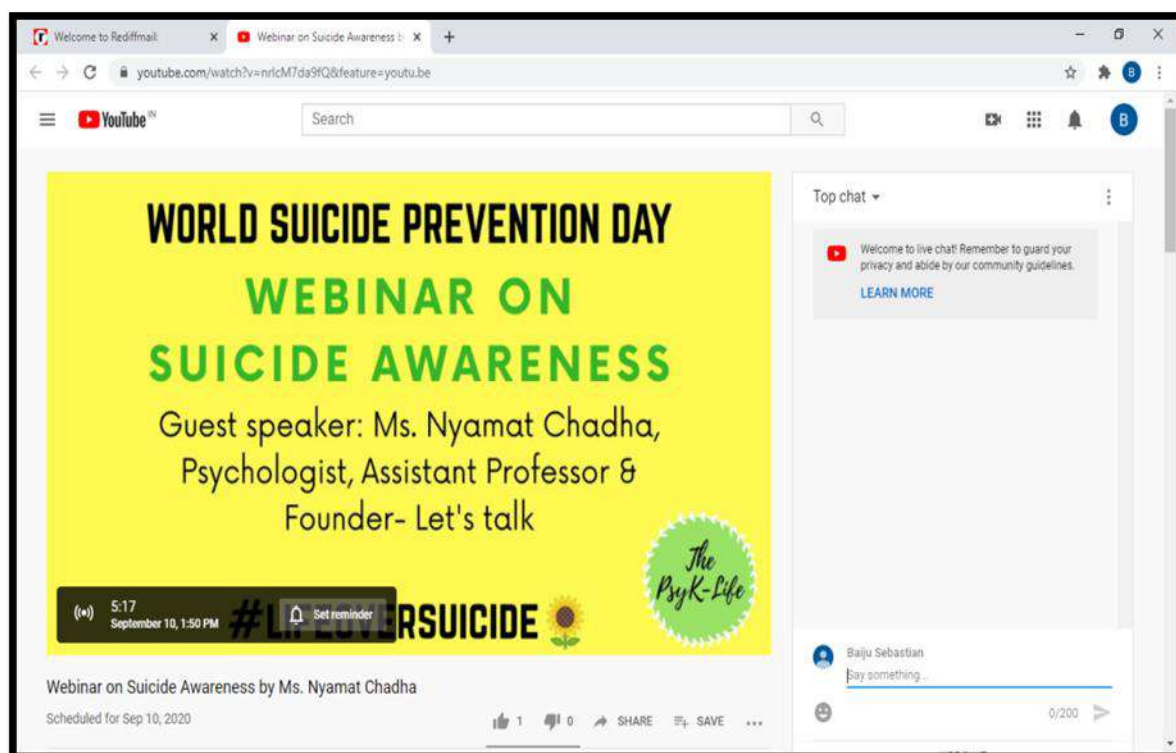 Welcome to Rediffmail:
Webinar on Suicide Awareness b
youtube.com/watch?v=nrlcM7da9fQ&feature=youtu.be
B
YouTube IN
Search
B
WORLD SUICIDE PREVENTION DAY
WEBINAR ON
SUICIDE AWARENESS
Guest speaker: Ms. Nyamat Chadha,
Psychologist, Assistant Professor &
Founder- Let's talk
The
PsyK-Life
5:17
September 10, 1:50 PM
Set reminder
#LIFEOVERSUICIDE
Webinar on Suicide Awareness by Ms. Nyamat Chadha
Scheduled for Sep 10, 2020
1
0
SHARE
SAVE
Top chat
Welcome to live chat! Remember to guard your
privacy and abide by our community guidelines.
LEARN MORE
Baiju Sebastian
Say something...
0/200